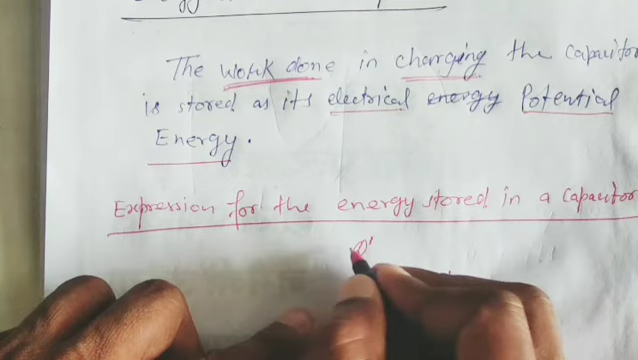 The work done in charging the capacitor
is stored as its electrical energy Potential
Energy.
Expression for the energy stored in a capacitor